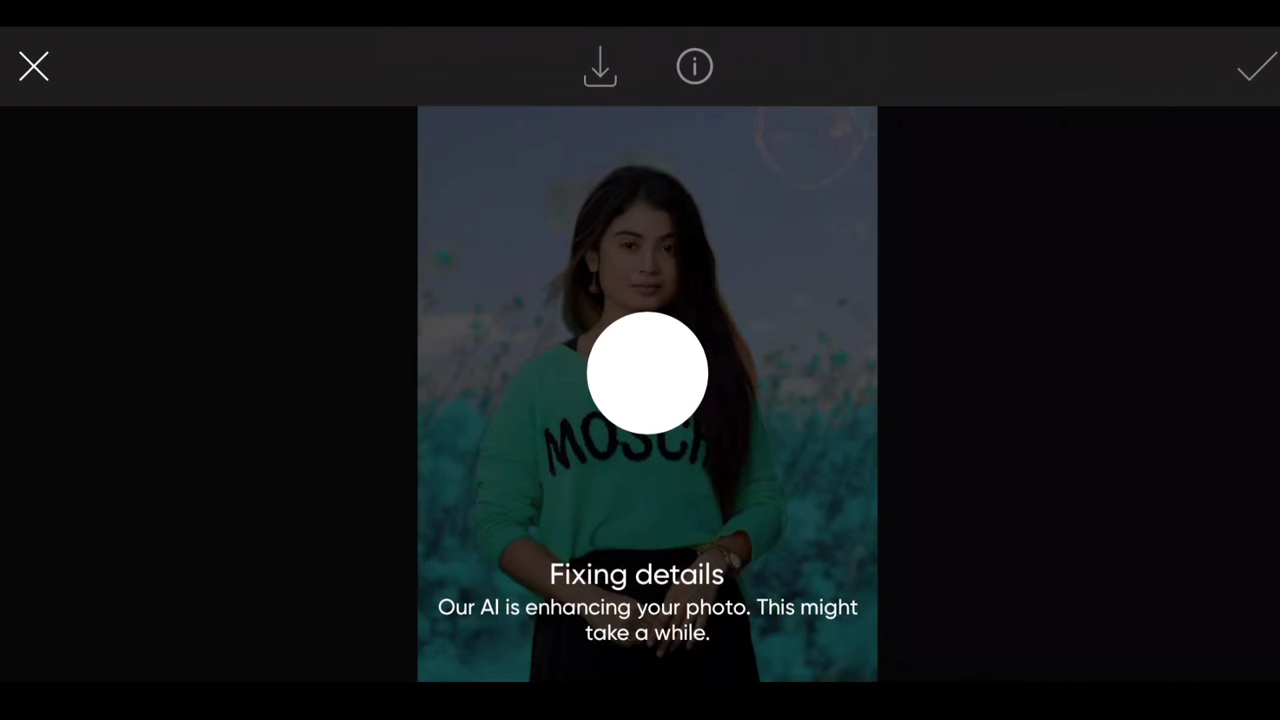 MOSCH
Fixing details
Our AI is enhancing your photo. This might
take a while.